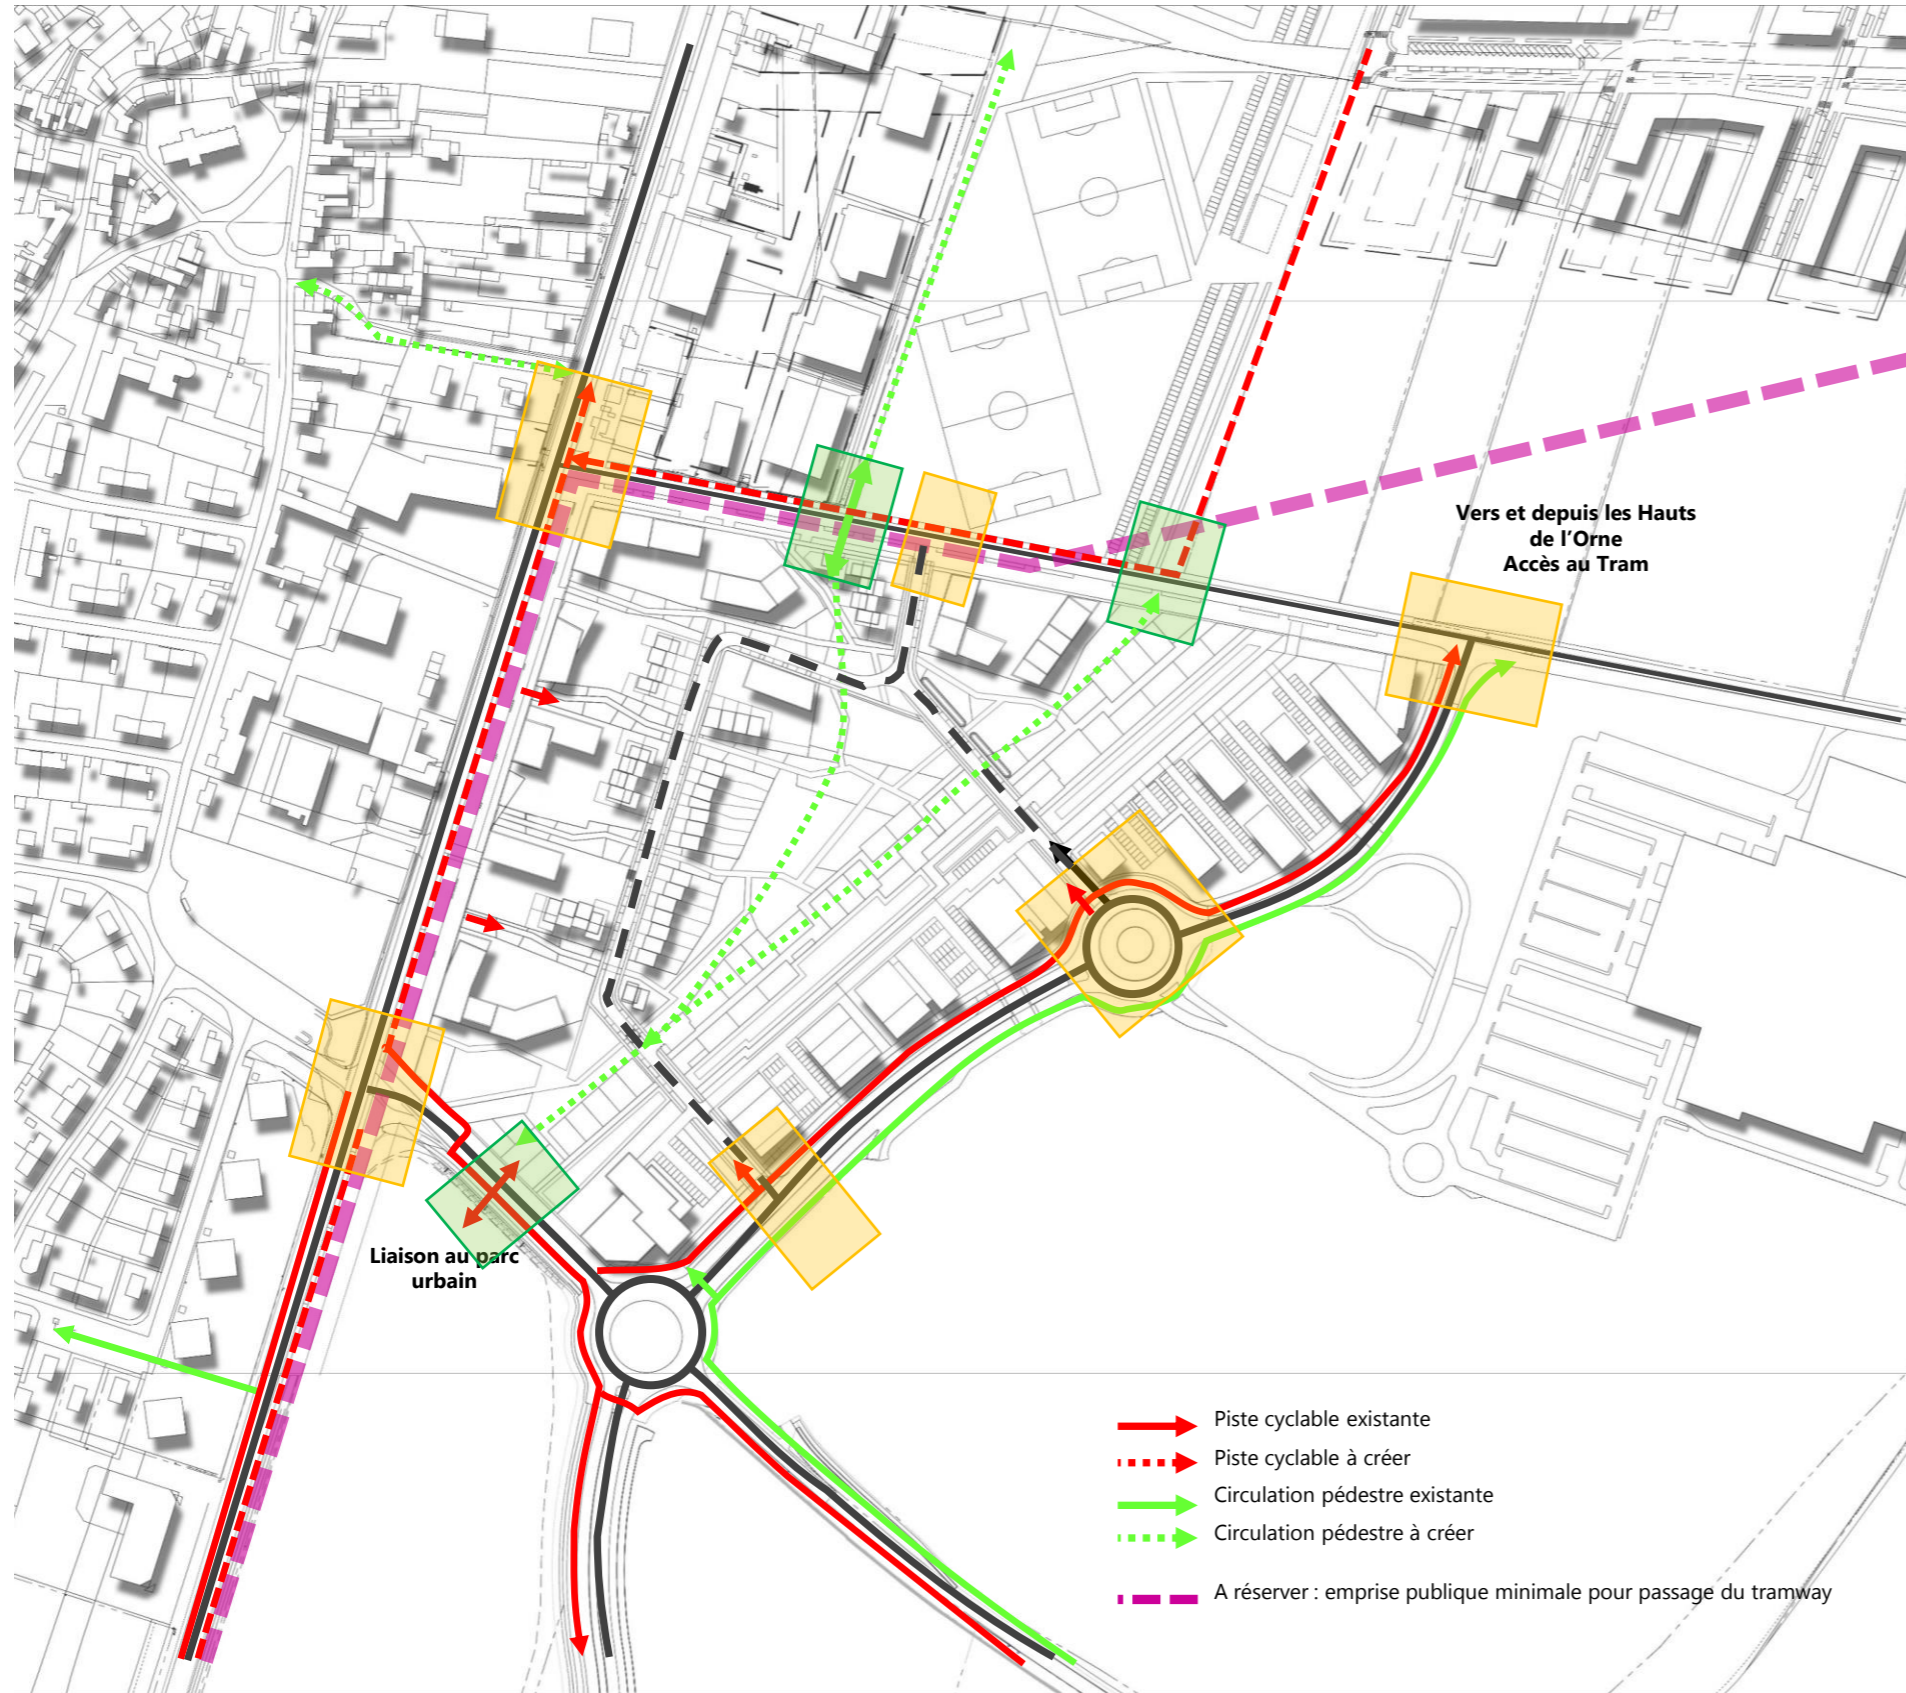 Vers et depuis les Hauts
de l’Orne
Accès au Tram
Liaison au parc
urbain
Piste cyclable existante
Piste cyclable à créer
Circulation pédestre existante
Circulation pédestre à créer
A réserver : emprise publique minimale pour passage du tramway